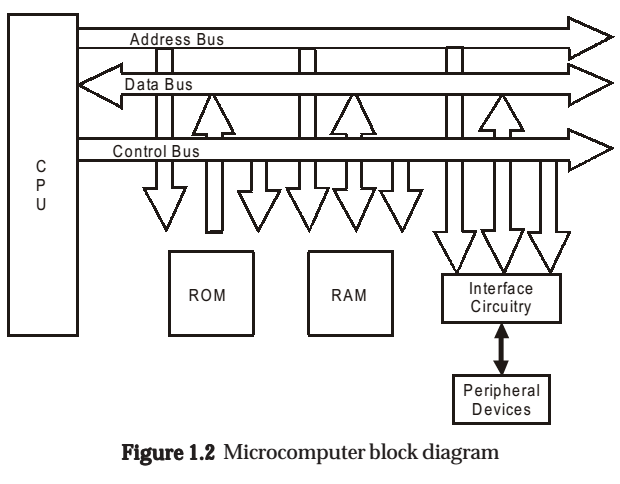 Address Bus
Data Bus
Control Bus
C
P
U
ROM
RAM
Interface
Circuitry
Peripheral
Devices
Figure 1.2 Microcomputer block diagram